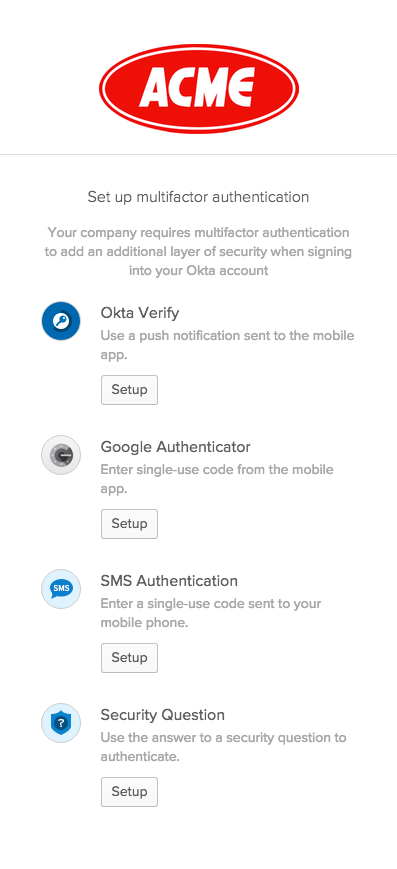 ACME
Set up multifactor authentication
Your company requires multifactor authentication
to add an additional layer of security when signing
into your Okta account
Okta Verify
Use a push notification sent to the mobile
app.
Setup
Google Authenticator
Enter single-use code from the mobile
app.
Setup
SMS
SMS Authentication
Enter a single-use code sent to your
mobile phone.
Setup
?
Security Question
Use the answer to a security question to
authenticate.
Setup